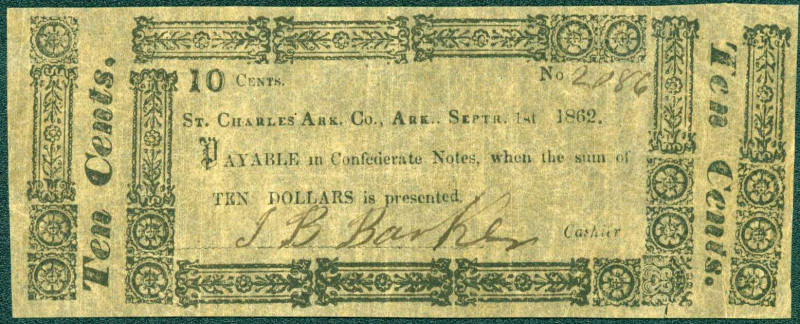 Ten Cents.
10 CENTS. No 2086
ST. CHARLES ARK. CO., ARK.. SEPTR. 1st 1862.
PAYABLE in Confederate Notes, when the sum of
TEN DOLLARS is presented.
J B Barker Cashier
Ten Cents.